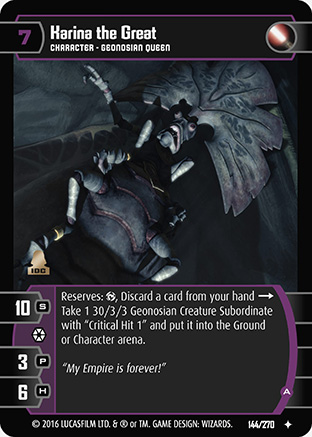 7
Karina the Great
CHARACTER - GEONOSIAN QUEEN
IDC
10 S
3 P
6 H
Reserves: , Discard a card from your hand →
Take 1 30/3/3 Geonosian Creature Subordinate
with "Critical Hit 1" and put it into the Ground
or Character arena.
"My Empire is forever!"
A
© 2016 LUCASFILM LTD. & ® or TM. GAME DESIGN: WIZARDS.
144/270